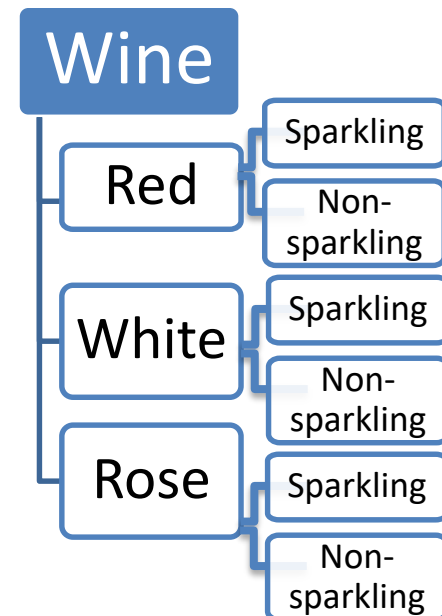 Wine
Red
Sparkling
Non-
sparkling
White
Sparkling
Non-
sparkling
Rose
Sparkling
Non-
sparkling